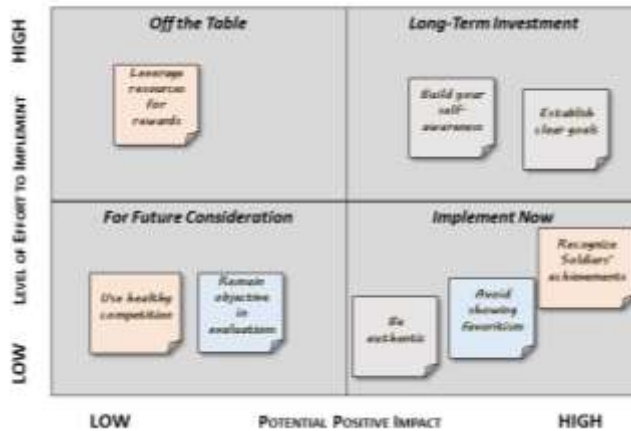 Off the Table
Long-Term Investment
HIGH
Leverage
resources
for
rewards
Build your
self-
awareness
Establish
clear goals
LEVEL OF EFFORT TO IMPLEMENT
For Future Consideration
Implement Now
Use healthy
competition
Remain
objective
in
evaluations
Be
authentic
Avoid
showing
favoritism
Recognize
Soldiers'
achievements
LOW
LOW
POTENTIAL POSITIVE IMPACT
HIGH